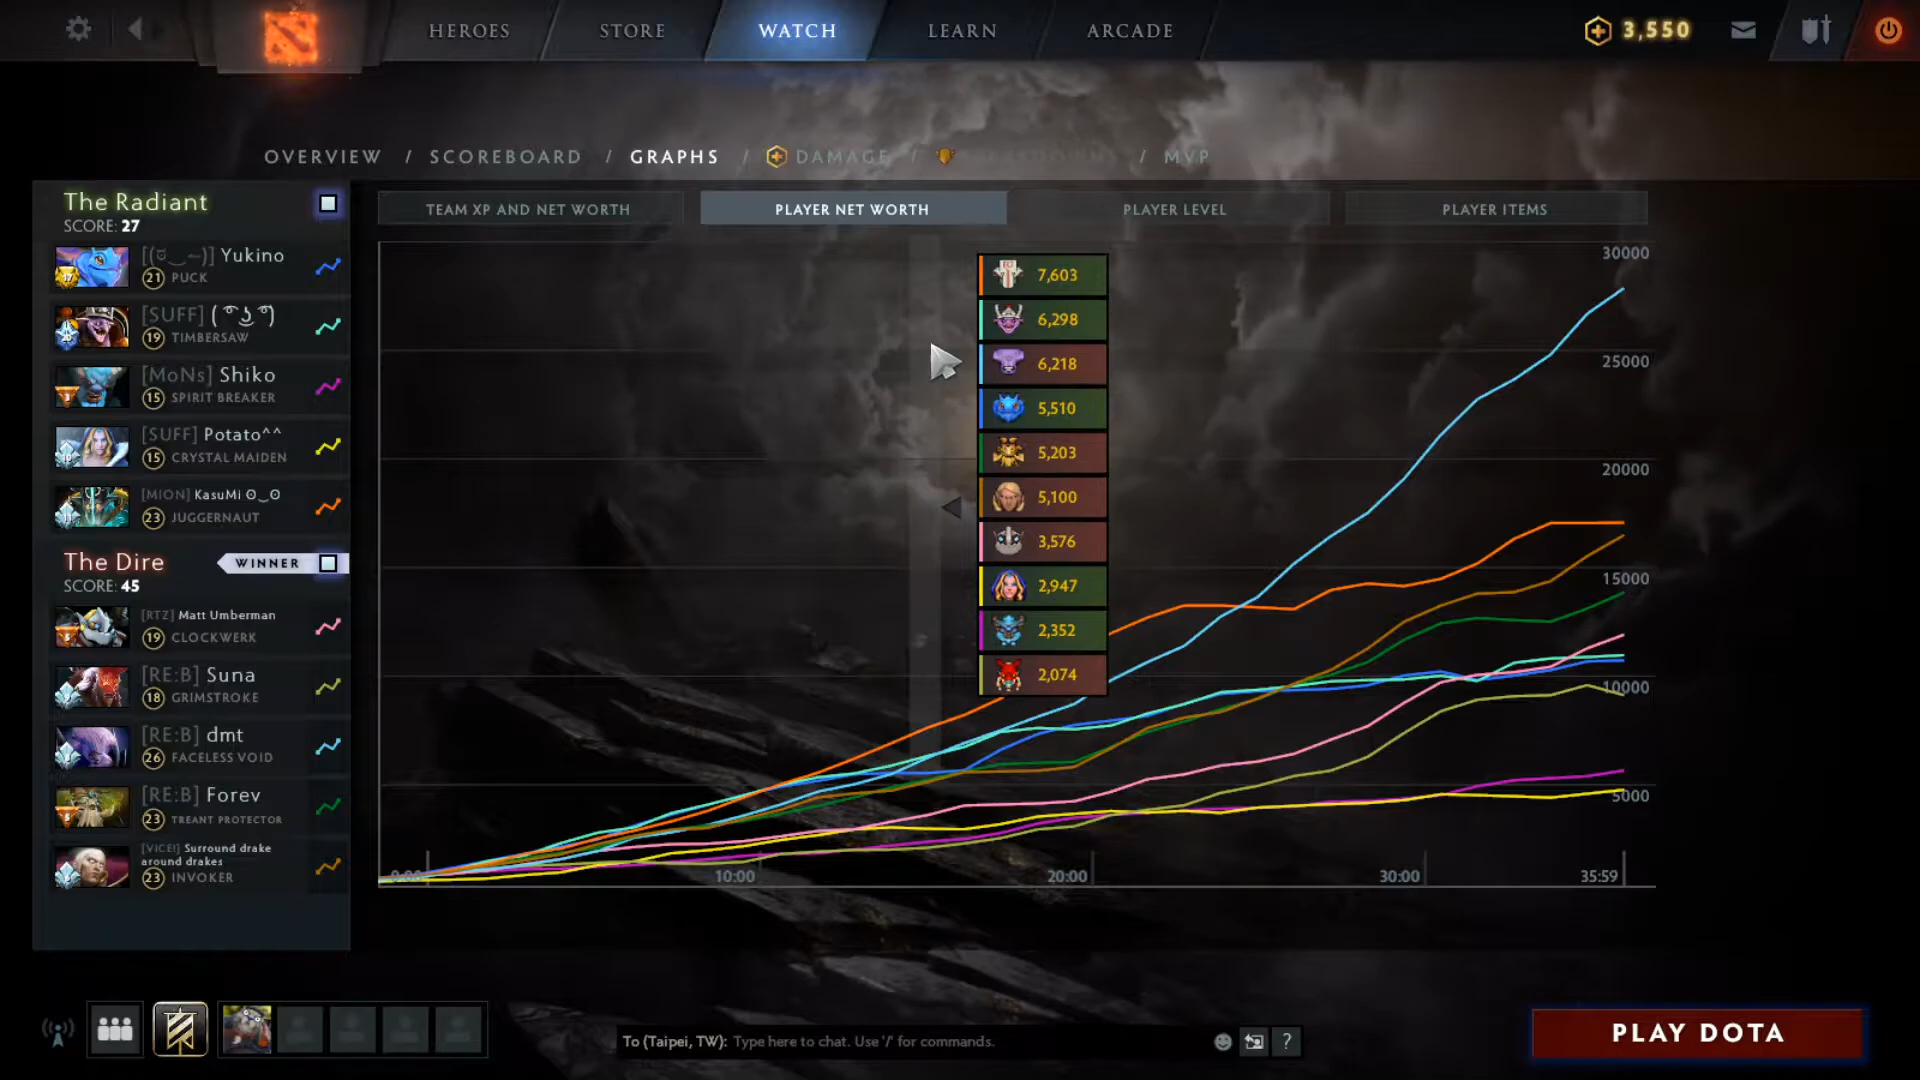 HEROES
STORE
WATCH
LEARN
ARCADE
3,550
OVERVIEW / SCOREBOARD / GRAPHS / DAMAGE / / MVP
The Radiant
SCORE: 27
Yukino
21 PUCK
17
[SUFF] ( ͡° ͜ʖ ͡°)
19 TIMBERSAW
[MoNs] Shiko
15 SPIRIT BREAKER
[SUFF] Potato^^
15 CRYSTAL MAIDEN
[MION] KasuMi ʘ‿ʘ
23 JUGGERNAUT
The Dire
WINNER
SCORE: 45
[RTZ] Matt Umberman
19 CLOCKWERK
[RE:B] Suna
18 GRIMSTROKE
[RE:B] dmt
26 FACELESS VOID
[RE:B] Forev
23 TREANT PROTECTOR
[VICE!] Surround drake
around drakes
23 INVOKER
TEAM XP AND NET WORTH
PLAYER NET WORTH
PLAYER LEVEL
PLAYER ITEMS
7,603
6,298
6,218
5,510
5,203
5,100
3,576
2,947
2,352
2,074
30000
25000
20000
15000
10000
5000
0:00
10:00
20:00
30:00
35:59
To (Taipei, TW): Type here to chat. Use '/' for commands.
?
PLAY DOTA